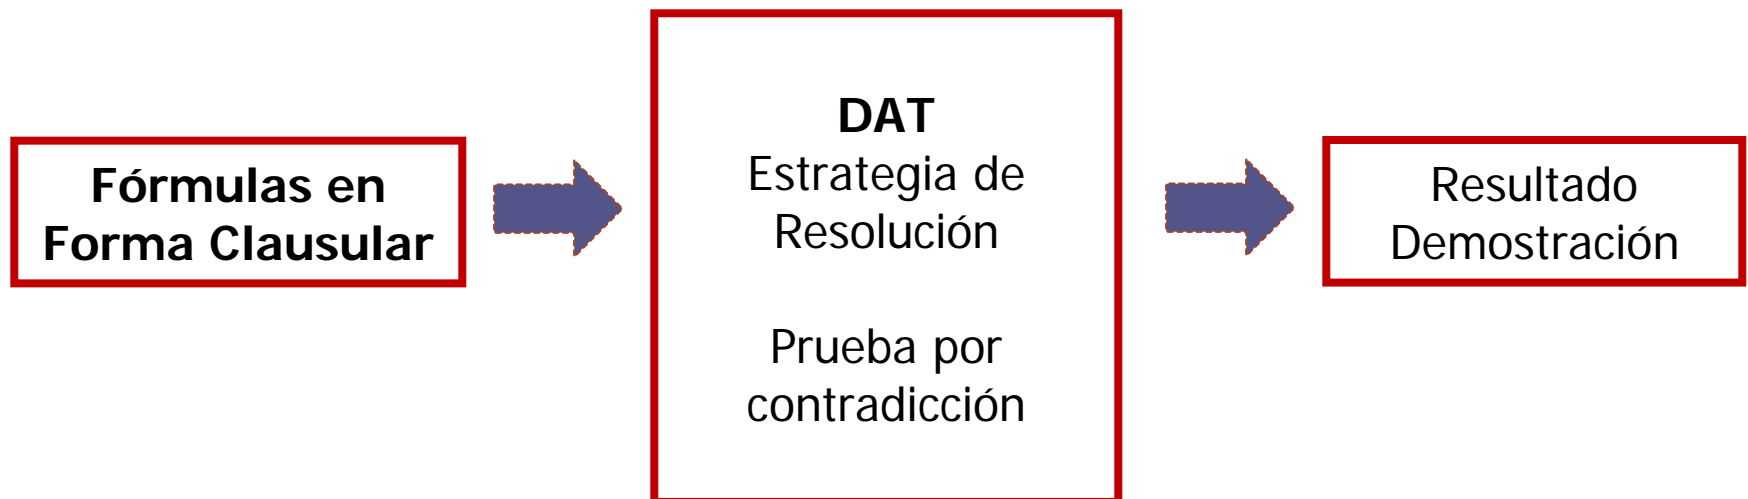 Fórmulas en
Forma Clausular
DAT
Estrategia de
Resolución
Prueba por
contradicción
Resultado
Demostración